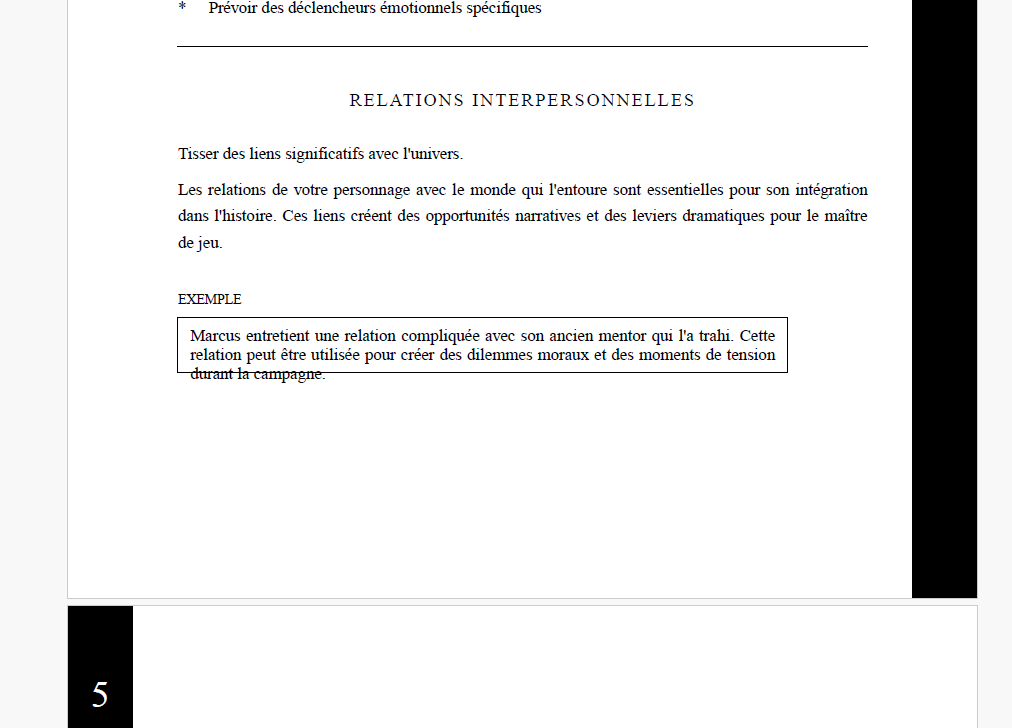 * Prévoir des déclencheurs émotionnels spécifiques
RELATIONS INTERPERSONNELLES
Tisser des liens significatifs avec l'univers.
Les relations de votre personnage avec le monde qui l'entoure sont essentielles pour son intégration
dans l'histoire. Ces liens créent des opportunités narratives et des leviers dramatiques pour le maître
de jeu.
EXEMPLE
Marcus entretient une relation compliquée avec son ancien mentor qui l'a trahi. Cette
relation peut être utilisée pour créer des dilemmes moraux et des moments de tension
durant la campagne.
5